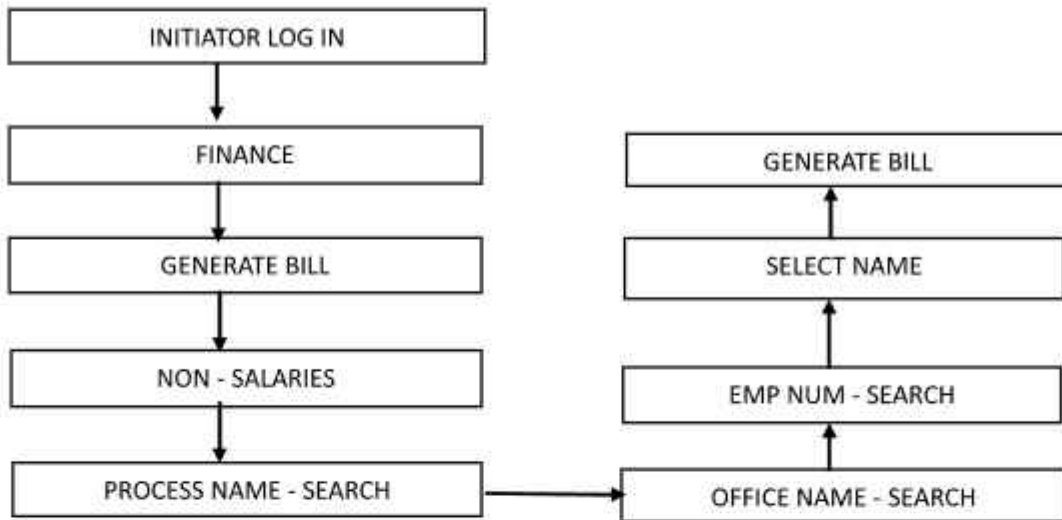 INITIATOR LOG IN
FINANCE
GENERATE BILL
NON - SALARIES
PROCESS NAME - SEARCH
OFFICE NAME - SEARCH
EMP NUM - SEARCH
SELECT NAME
GENERATE BILL